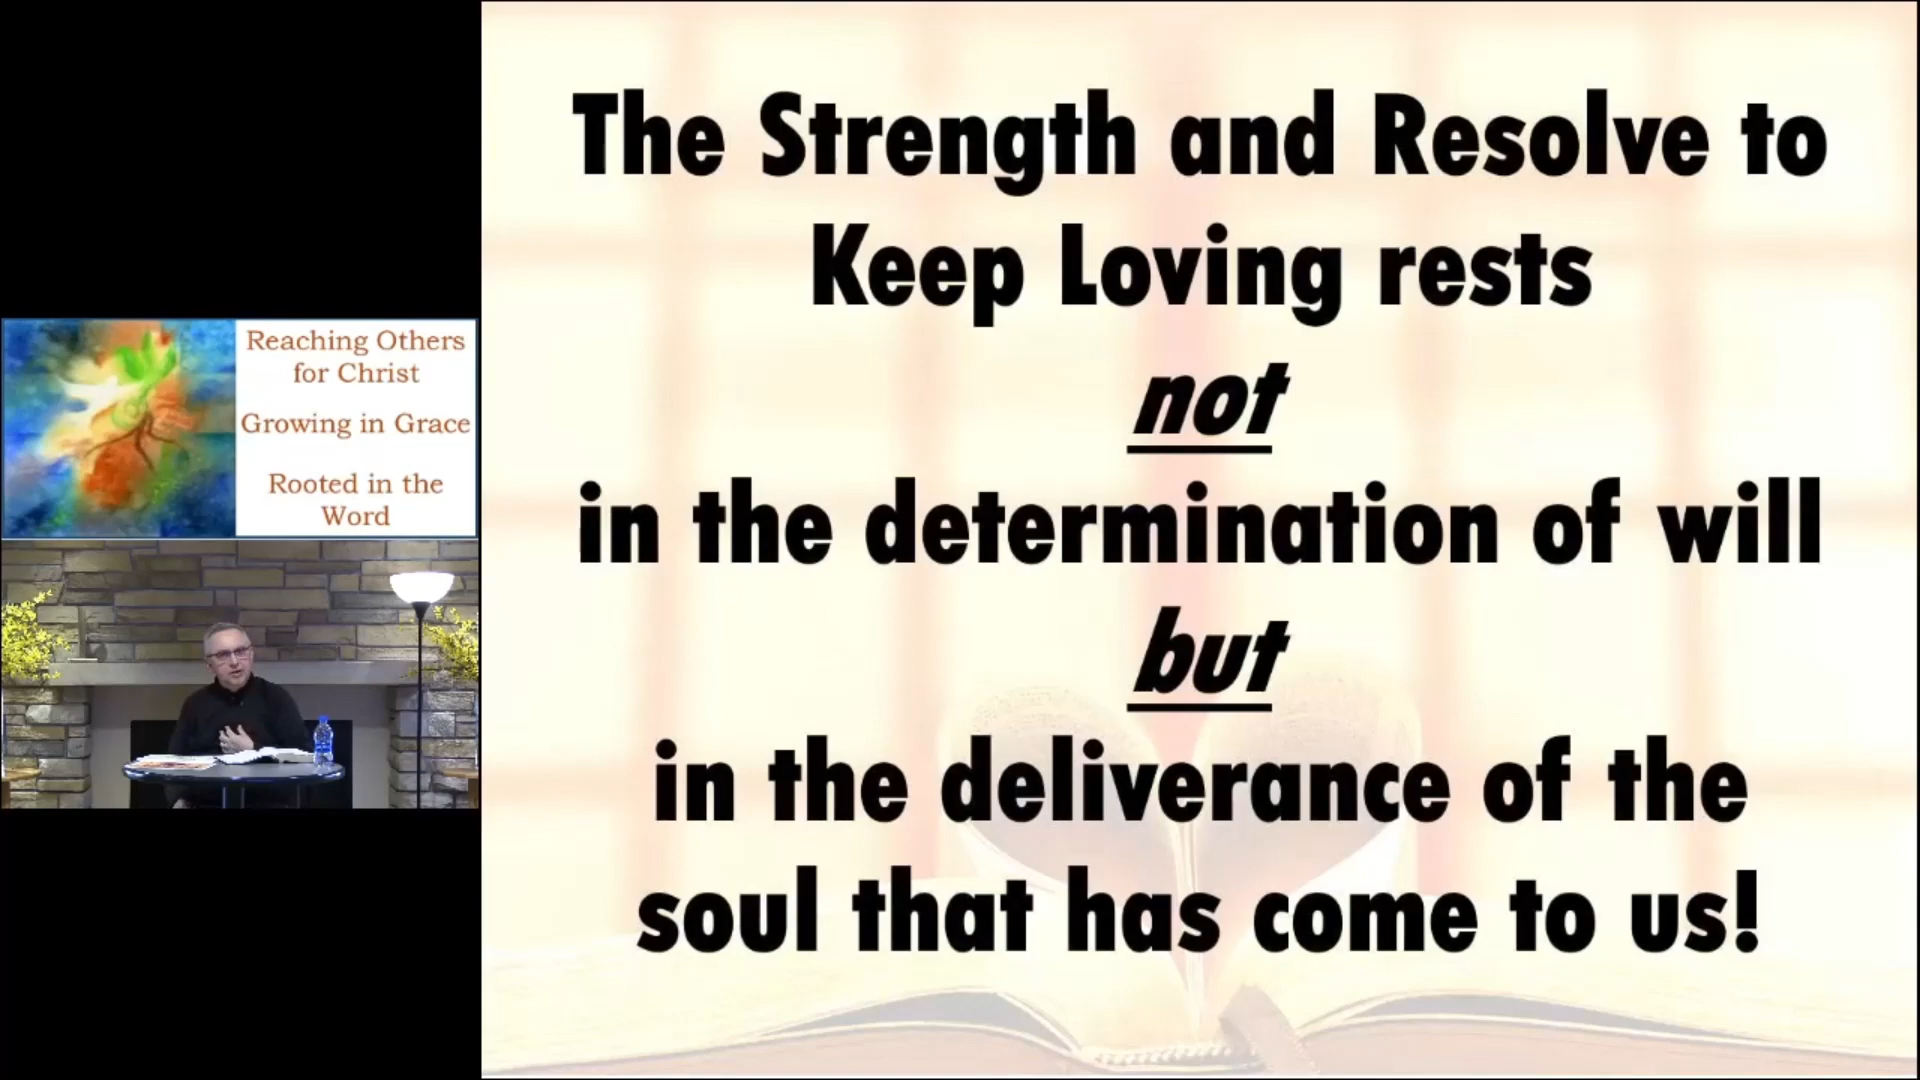 Reaching Others
for Christ
Growing in Grace
Rooted in the
Word
The Strength and Resolve to
Keep Loving rests
not
in the determination of will
but
in the deliverance of the
soul that has come to us!